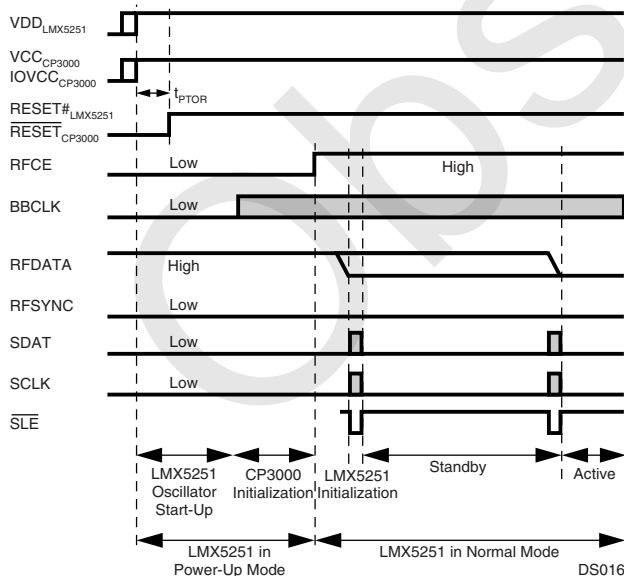 VDD_LMX5251
VCC_CP3000
IOVCC_CP3000
t_PTOR
RESET#_LMX5251
RESET_CP3000
Low
RFCE
High
BBCLK
Low
RFDATA
High
RFSYNC
Low
SDAT
Low
SCLK
Low
SLE
LMX5251 Oscillator Start-Up
CP3000 Initialization
LMX5251 Initialization
Standby
Active
LMX5251 in Power-Up Mode
LMX5251 in Normal Mode
DS016
Obs